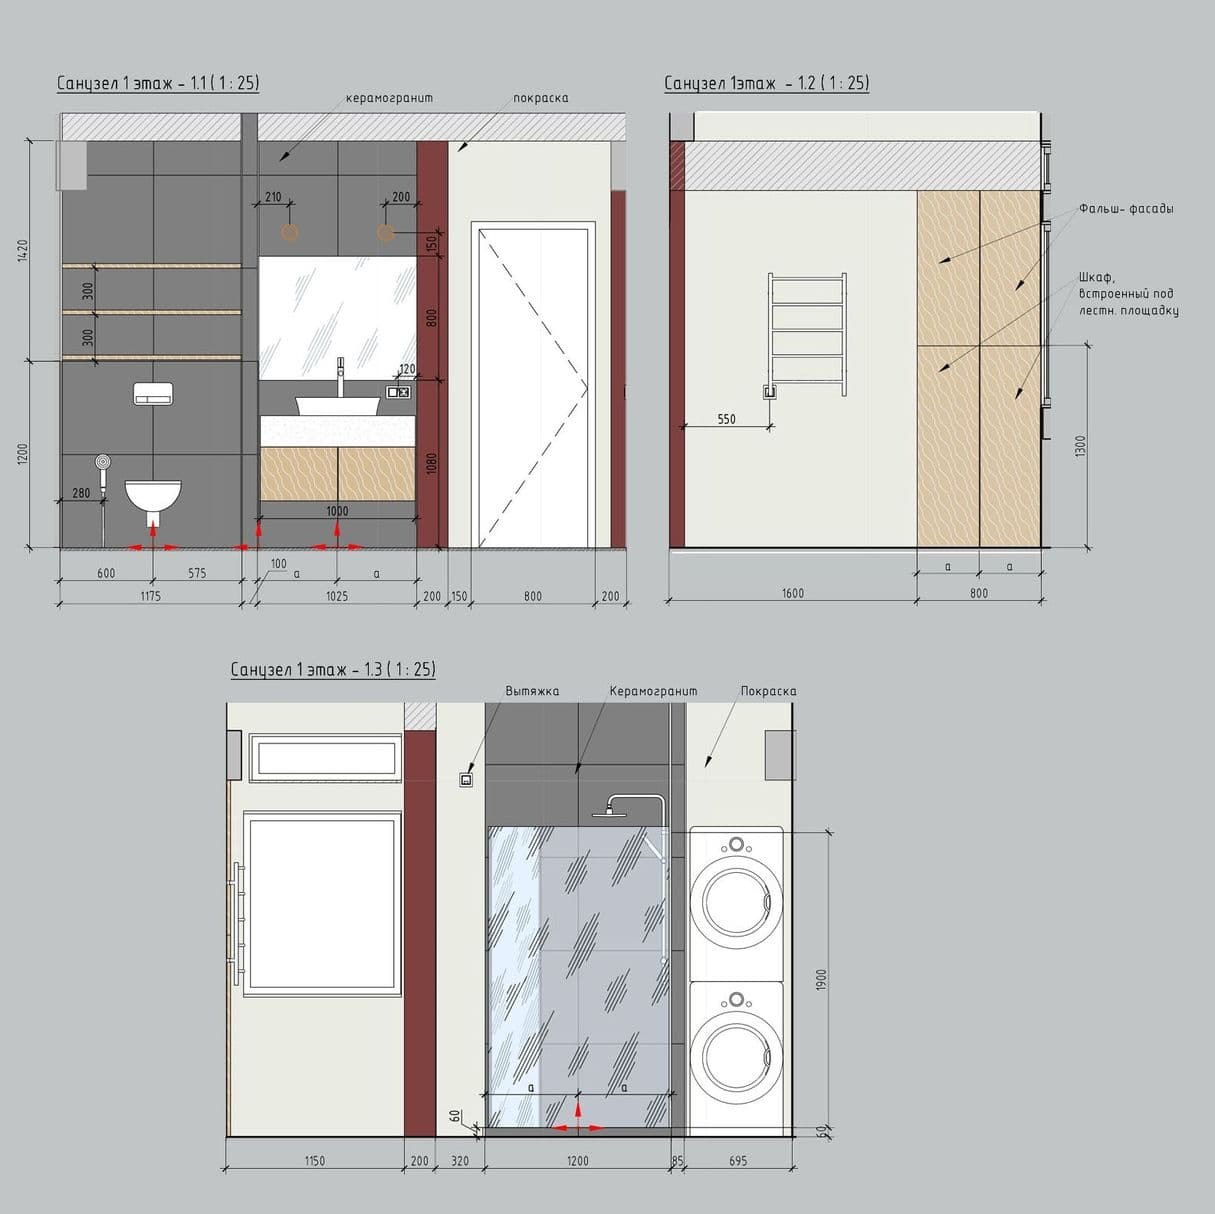 Санузел 1 этаж - 1.1 ( 1 : 25)
керамогранит
покраска
210
200
150
1420
300
300
800
120
1200
280
1080
1000
600
575
100
а
а
1175
1025
200
150
800
200
Санузел 1этаж - 1.2 ( 1 : 25)
Фальш- фасады
Шкаф,
встроенный под
лестн. площадку
550
1300
а
а
1600
800
Санузел 1 этаж - 1.3 ( 1 : 25)
Вытяжка
Керамогранит
Покраска
1900
а
а
60
60
1150
200
320
1200
85
695